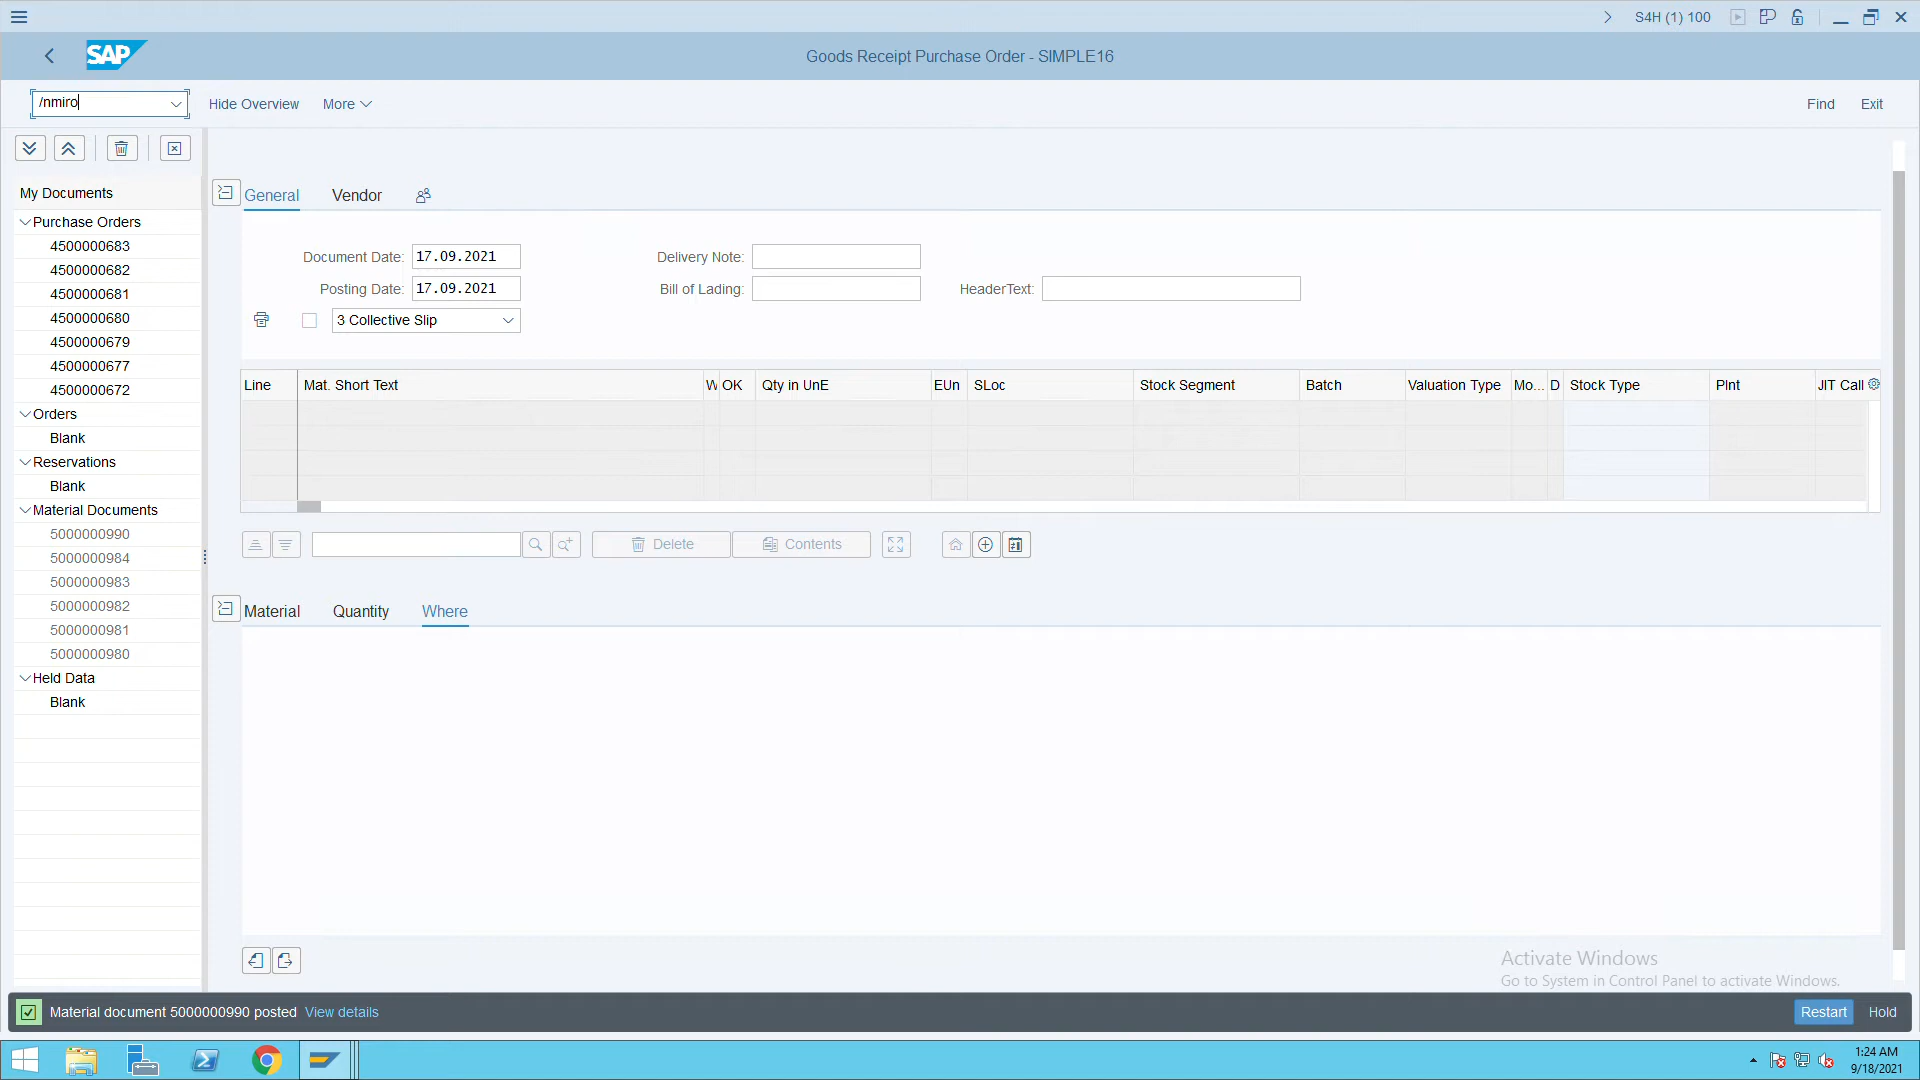 S4H (1) 100
SAP
Goods Receipt Purchase Order - SIMPLE16
/nmiro
Hide Overview
More
Find
Exit
My Documents
Purchase Orders
4500000683
4500000682
4500000681
4500000680
4500000679
4500000677
4500000672
Orders
Blank
Reservations
Blank
Material Documents
5000000990
5000000984
5000000983
5000000982
5000000981
5000000980
Held Data
Blank
General
Vendor
Document Date: 17.09.2021
Delivery Note:
Posting Date: 17.09.2021
Bill of Lading:
HeaderText:
3 Collective Slip
Line
Mat. Short Text
W
OK
Qty in UnE
EUn
SLoc
Stock Segment
Batch
Valuation Type
Mo...
D
Stock Type
Plnt
JIT Call
Delete
Contents
Material
Quantity
Where
Activate Windows
Go to System in Control Panel to activate Windows.
Material document 5000000990 posted View details
Restart
Hold
1:24 AM
9/18/2021